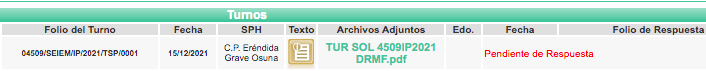 Turnos
Folio del Turno Fecha SPH Texto Archivos Adjuntos Edo. Fecha Folio de Respuesta
04509/SEIEM/IP/2021/TSP/0001 15/12/2021 C.P. Eréndida Grave Osuna TUR SOL 4509IP2021 DRMF.pdf Pendiente de Respuesta